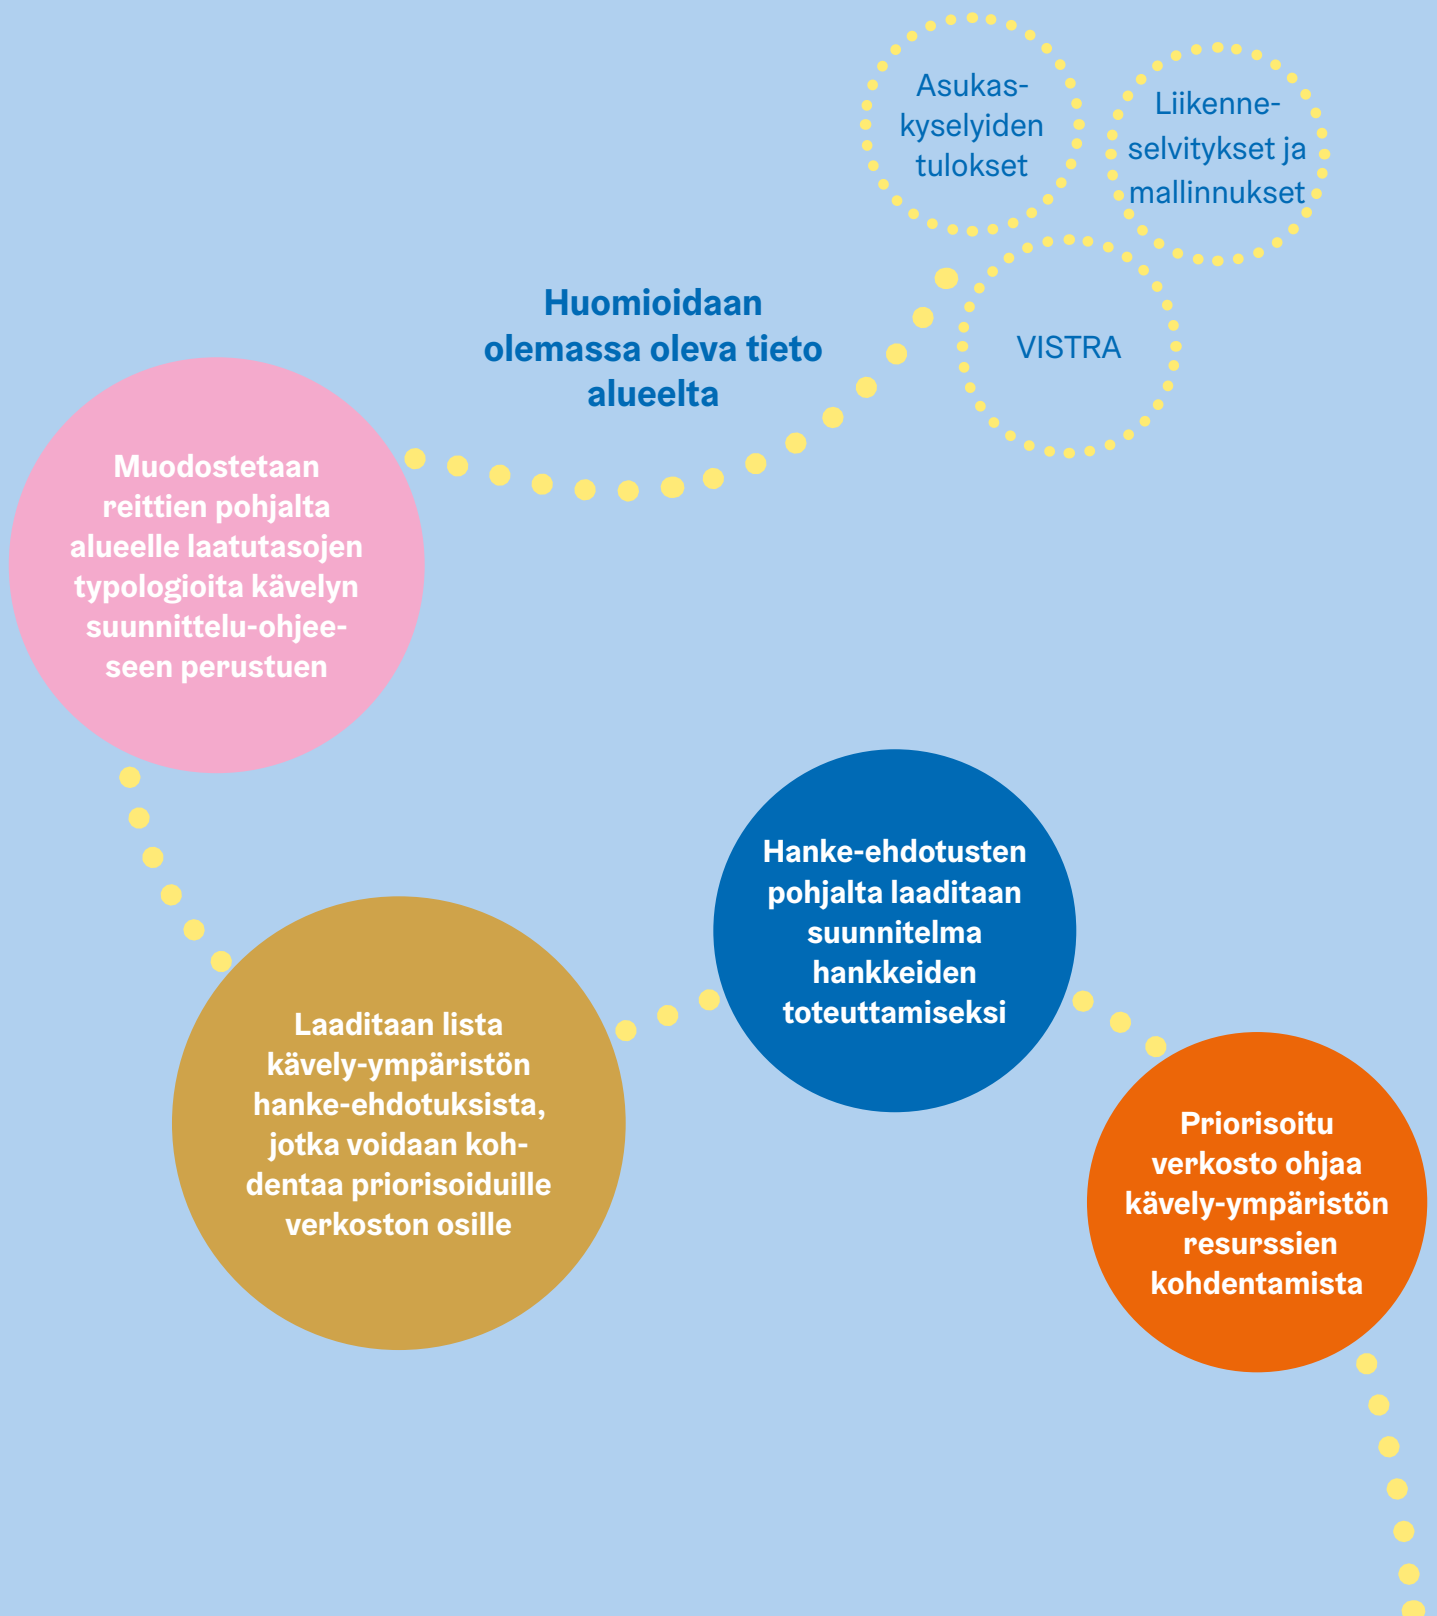 Asukas-
kyselyiden
tulokset
Liikenne-
selvitykset ja
mallinnukset
VISTRA
Huomioidaan
olemassa oleva tieto
alueelta
Muodostetaan
reittien pohjalta
alueelle laatutasojen
typologioita kävelyn
suunnittelu-ohjee-
seen perustuen
Laaditaan lista
kävely-ympäristön
hanke-ehdotuksista,
jotka voidaan koh-
dentaa priorisoiduille
verkoston osille
Hanke-ehdotusten
pohjalta laaditaan
suunnitelma
hankkeiden
toteuttamiseksi
Priorisoitu
verkosto ohjaa
kävely-ympäristön
resurssien
kohdentamista